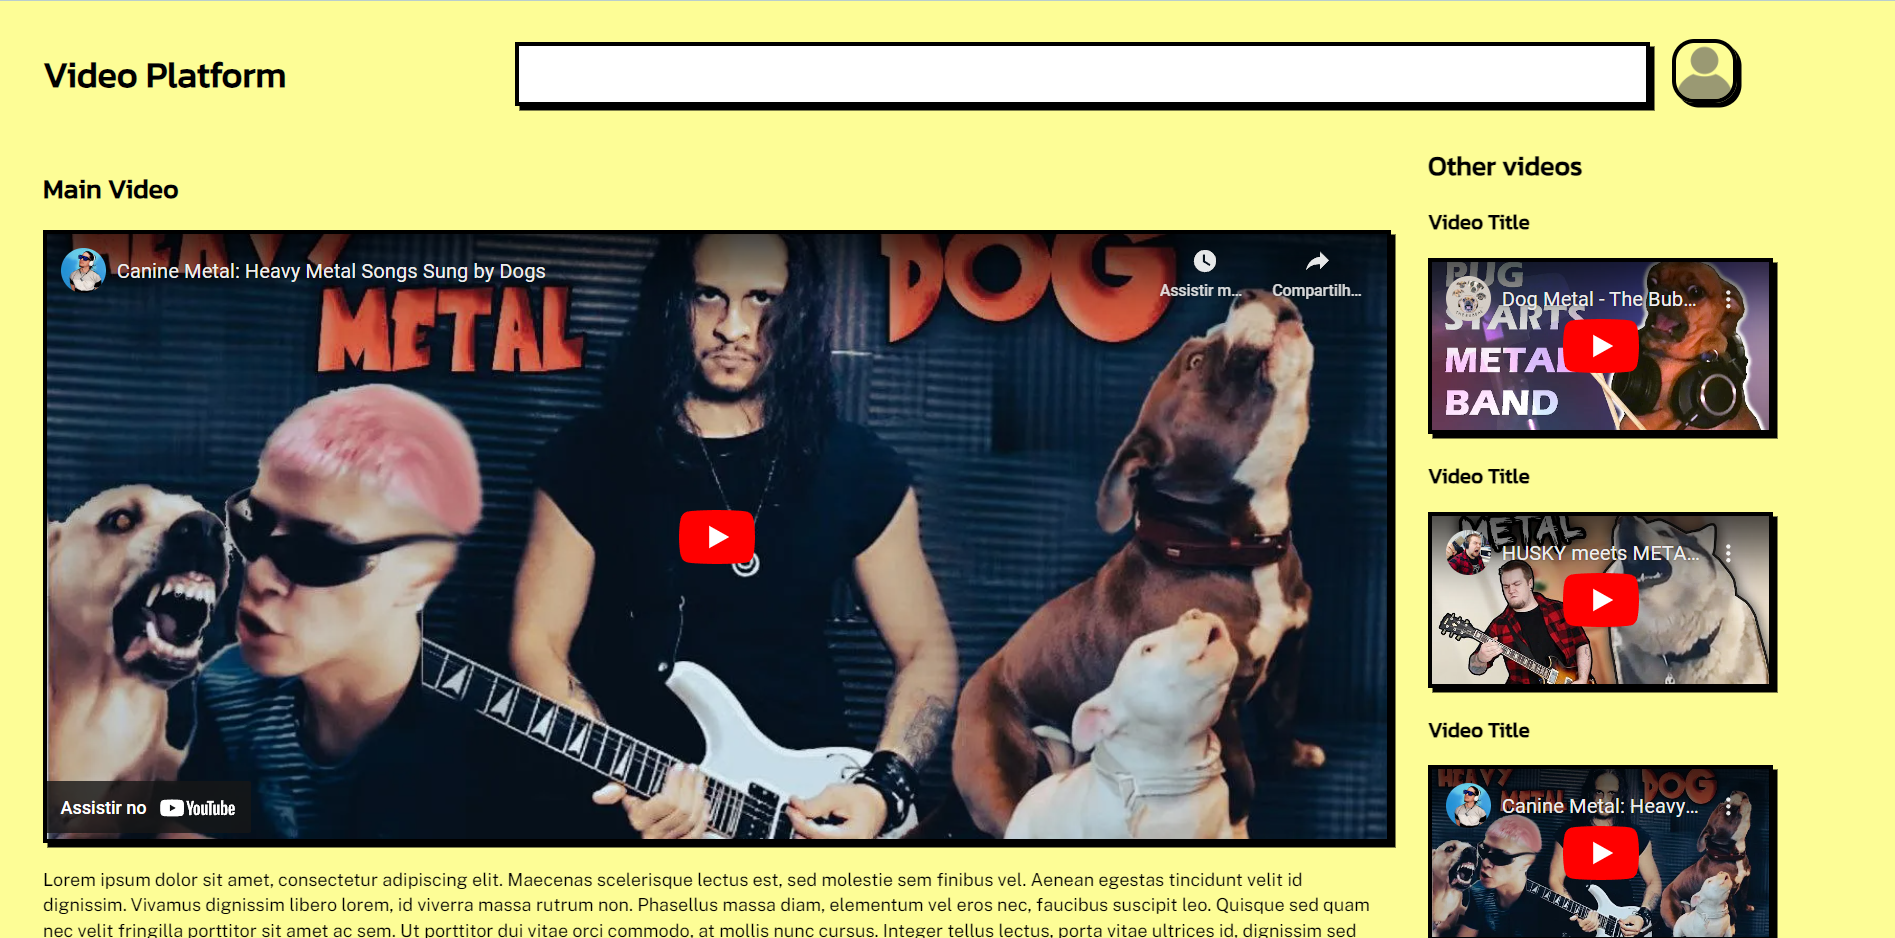 Video Platform
Main Video
HEAVY
METAL
DOG
Canine Metal: Heavy Metal Songs Sung by Dogs
Assistir m...
Compartilh...
Assistir no YouTube
Lorem ipsum dolor sit amet, consectetur adipiscing elit. Maecenas scelerisque lectus est, sed molestie sem finibus vel. Aenean egestas tincidunt velit id
dignissim. Vivamus dignissim libero lorem, id viverra massa rutrum non. Phasellus massa diam, elementum vel eros nec, faucibus suscipit leo. Quisque sed quam
nec velit fringilla porttitor sit amet ac sem. Ut porttitor dui vitae orci commodo, at mollis nunc cursus. Integer tellus lectus, porta vitae ultrices id, dignissim sed
Other videos
Video Title
PUG
Dog Metal - The Bub...
STARTS
METAL
BAND
Video Title
METAL
HUSKY meets META...
Video Title
HEAVY
METAL
DOG
Canine Metal: Heavy...